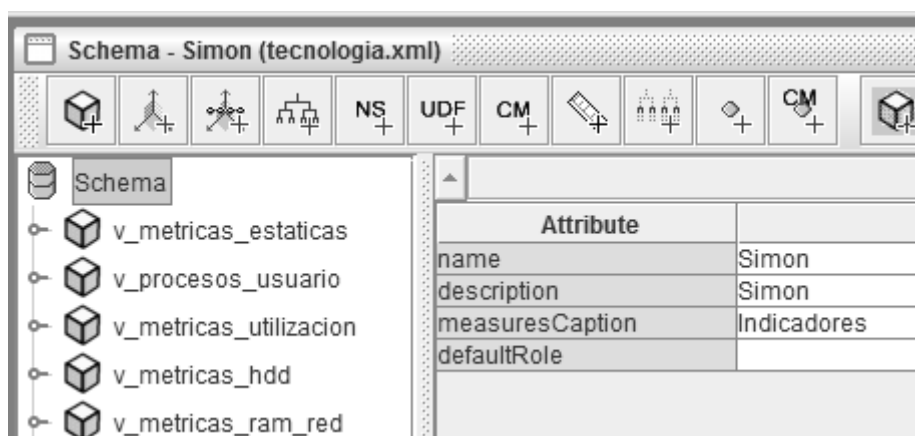 Schema - Simon (tecnologia.xml)
NS UDF CM CM
Schema
v_metricas_estaticas
v_procesos_usuario
v_metricas_utilizacion
v_metricas_hdd
v_metricas_ram_red
Attribute
name Simon
description Simon
measuresCaption Indicadores
defaultRole